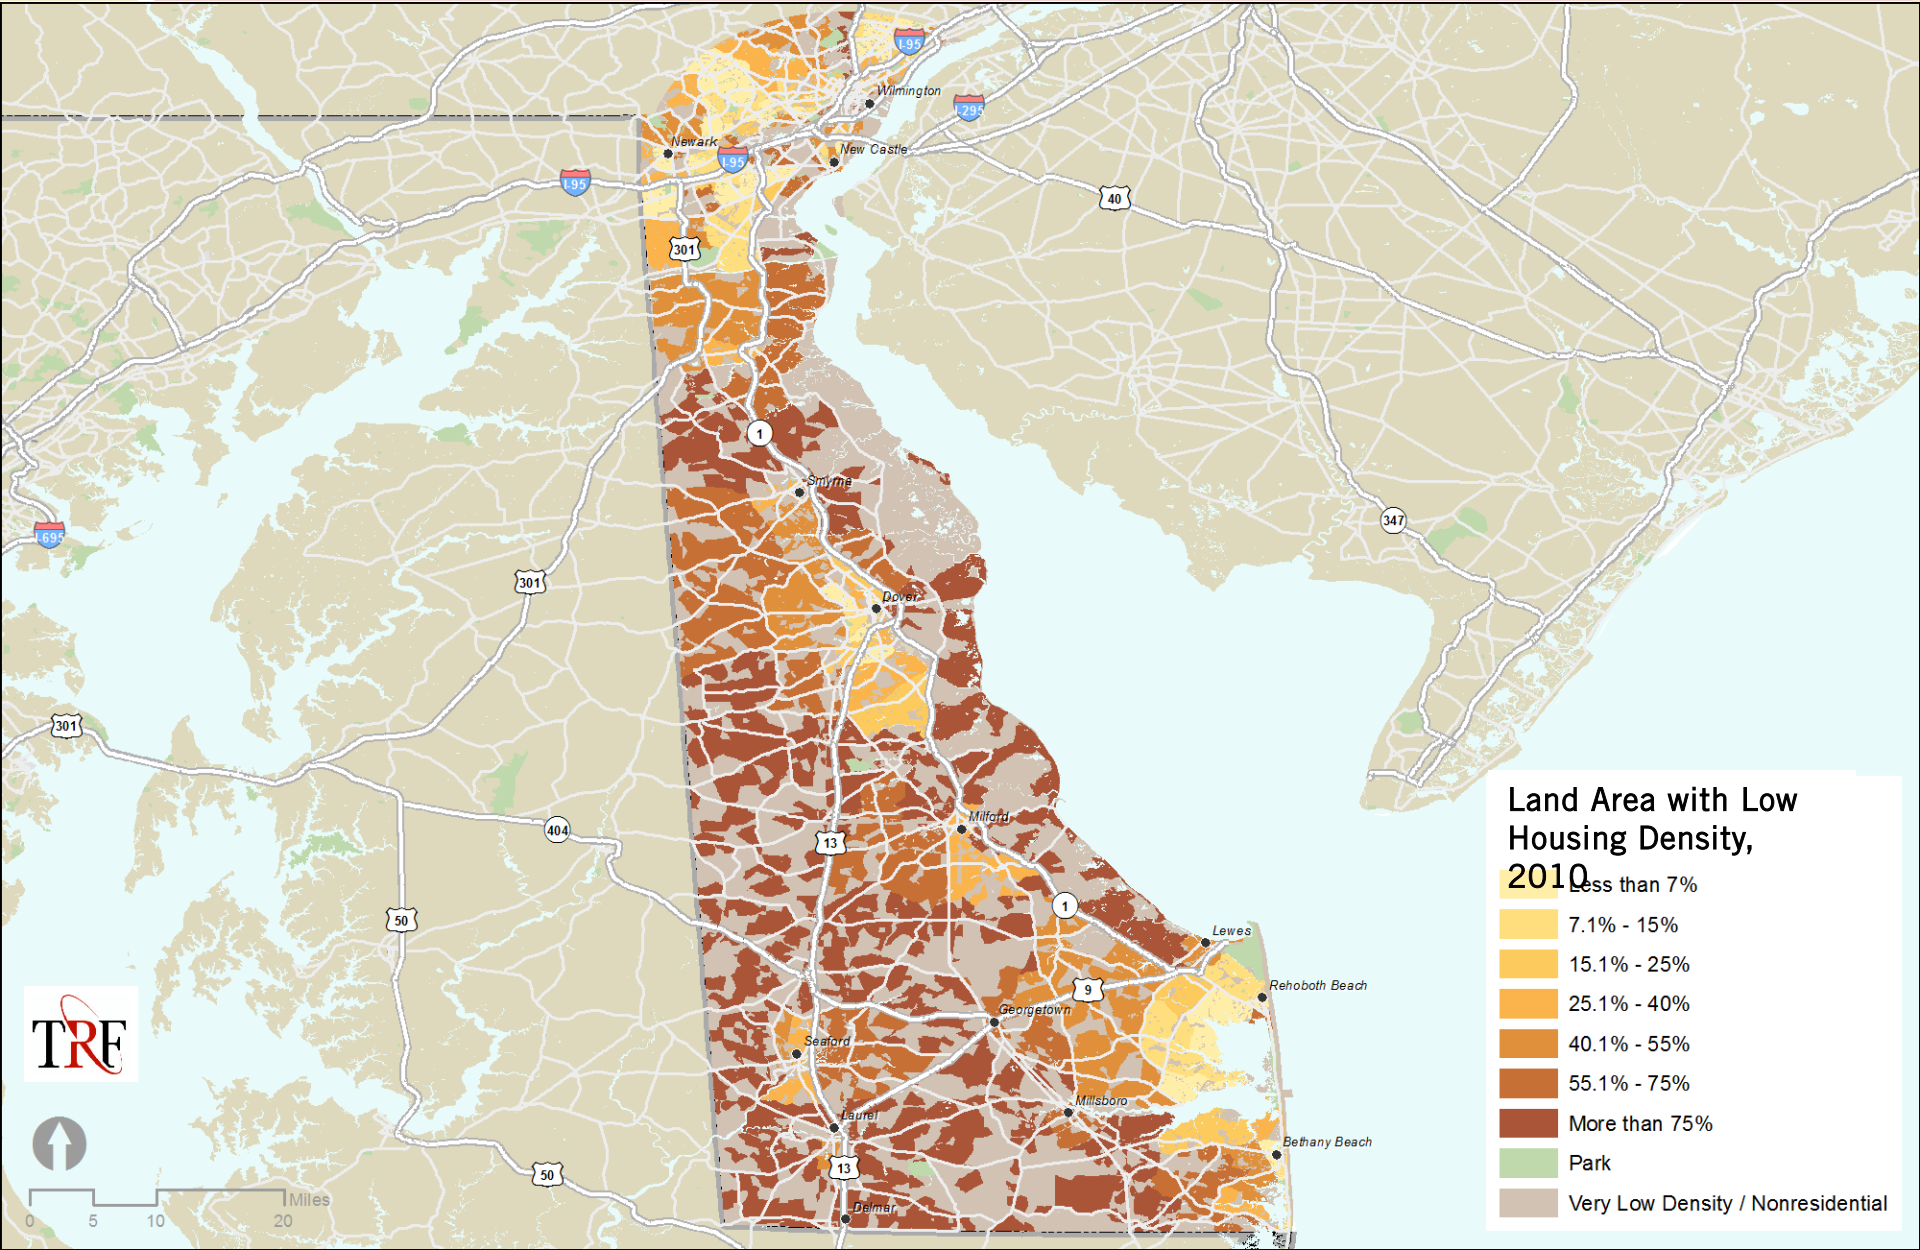 I-95
Wilmington
I-295
Newark
I-95
New Castle
I-95
40
301
1
Smyrna
347
I-695
301
Dover
301
Milford
404
13
50
1
Lewes
Rehoboth Beach
9
Georgetown
Seaford
Millsboro
Laurel
Bethany Beach
13
50
Delmar
TRF
Miles
0 5 10 20
Land Area with Low
Housing Density,
2010
Less than 7%
7.1% - 15%
15.1% - 25%
25.1% - 40%
40.1% - 55%
55.1% - 75%
More than 75%
Park
Very Low Density / Nonresidential